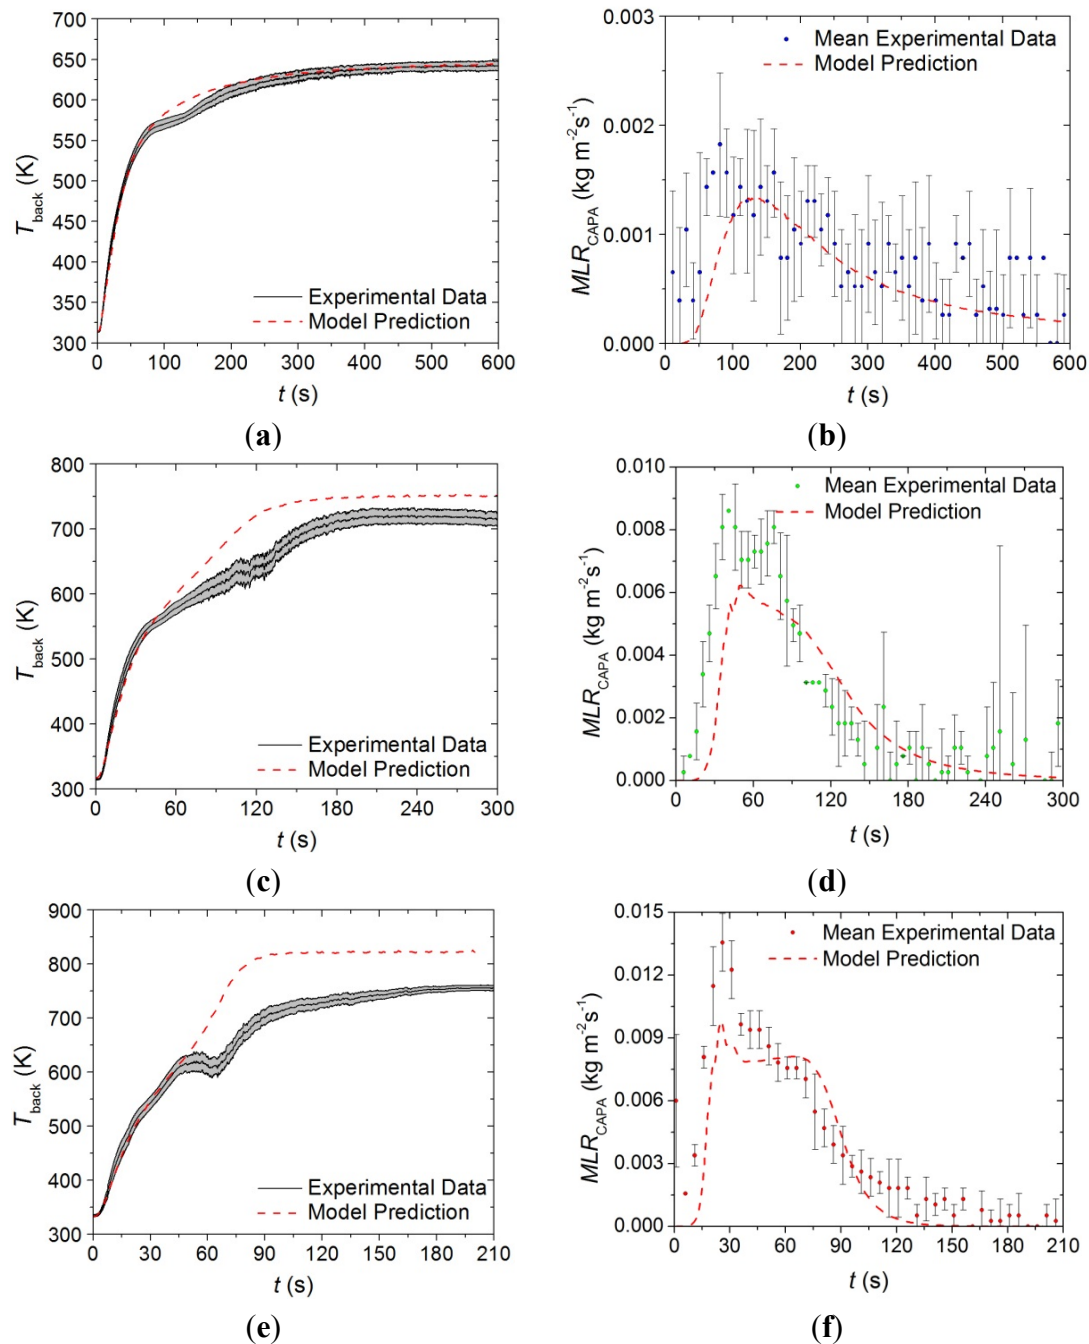 700
650
600
550
500
450
400
350
300
T_back (K)
Experimental Data
Model Prediction
0 100 200 300 400 500 600
t (s)
(a)
0.003
0.002
0.001
0.000
MLR_CAPA (kg m⁻²s⁻¹)
Mean Experimental Data
Model Prediction
0 100 200 300 400 500 600
t (s)
(b)
800
700
600
500
400
300
T_back (K)
Experimental Data
Model Prediction
0 60 120 180 240 300
t (s)
(c)
0.010
0.008
0.006
0.004
0.002
0.000
MLR_CAPA (kg m⁻²s⁻¹)
Mean Experimental Data
Model Prediction
0 60 120 180 240 300
t (s)
(d)
900
800
700
600
500
400
300
T_back (K)
Experimental Data
Model Prediction
0 30 60 90 120 150 180 210
t (s)
(e)
0.015
0.012
0.009
0.006
0.003
0.000
MLR_CAPA (kg m⁻²s⁻¹)
Mean Experimental Data
Model Prediction
0 30 60 90 120 150 180 210
t (s)
(f)